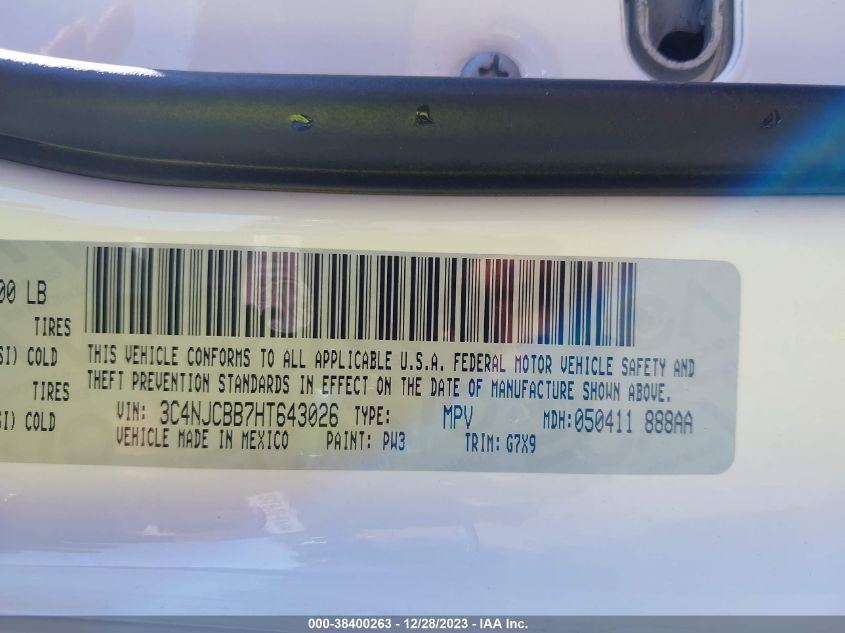 00 LB
TIRES
SI) COLD
TIRES
SI) COLD
THIS VEHICLE CONFORMS TO ALL APPLICABLE U.S.A. FEDERAL MOTOR VEHICLE SAFETY AND
THEFT PREVENTION STANDARDS IN EFFECT ON THE DATE OF MANUFACTURE SHOWN ABOVE.
VIN: 3C4NJCBB7HT643026 TYPE: MPV MDH:050411 888AA
VEHICLE MADE IN MEXICO PAINT: PW3 TRIM: G7X9
000-38400263 - 12/28/2023 - IAA Inc.